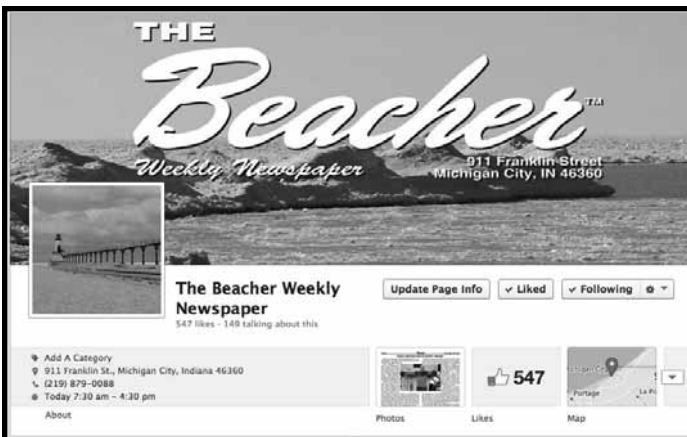 THE
Beacher™
Weekly Newspaper
911 Franklin Street
Michigan City, IN 46360
The Beacher Weekly
Newspaper
547 likes - 149 talking about this
Update Page Info
✓ Liked
✓ Following
Add A Category
911 Franklin St., Michigan City, Indiana 46360
(219) 879-0088
Today 7:30 am - 4:30 pm
About
547
Portage
Photos
Likes
Map